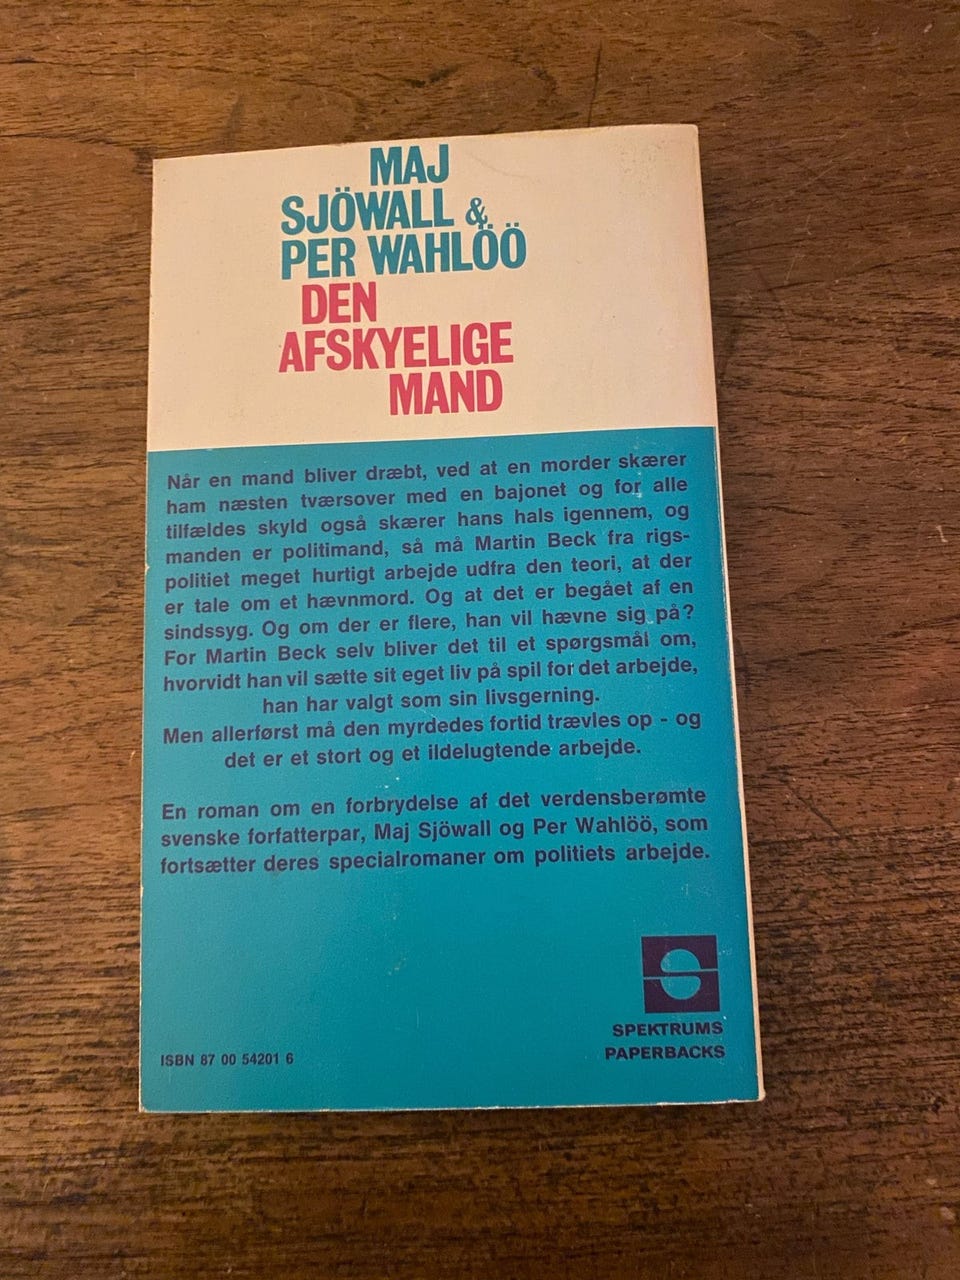 MAJ
SJÖWALL &
PER WAHLÖÖ
DEN
AFSKYELIGE
MAND
Når en mand bliver dræbt, ved at en morder skærer
ham næsten tværsover med en bajonet og for alle
tilfældes skyld også skærer hans hals igennem, og
manden er politimand, så må Martin Beck fra rigs-
politiet meget hurtigt arbejde udfra den teori, at der
er tale om et hævnmord. Og at det er begået af en
sindssyg. Og om der er flere, han vil hævne sig på?
For Martin Beck selv bliver det til et spørgsmål om,
hvorvidt han vil sætte sit eget liv på spil for det arbejde,
han har valgt som sin livsgerning.
Men allerførst må den myrdedes fortid trævles op - og
det er et stort og et ildelugtende arbejde.
En roman om en forbrydelse af det verdensberømte
svenske forfatterpar, Maj Sjöwall og Per Wahlöö, som
fortsætter deres specialromaner om politiets arbejde.
SPEKTRUMS
PAPERBACKS
ISBN 87 00 54201 6